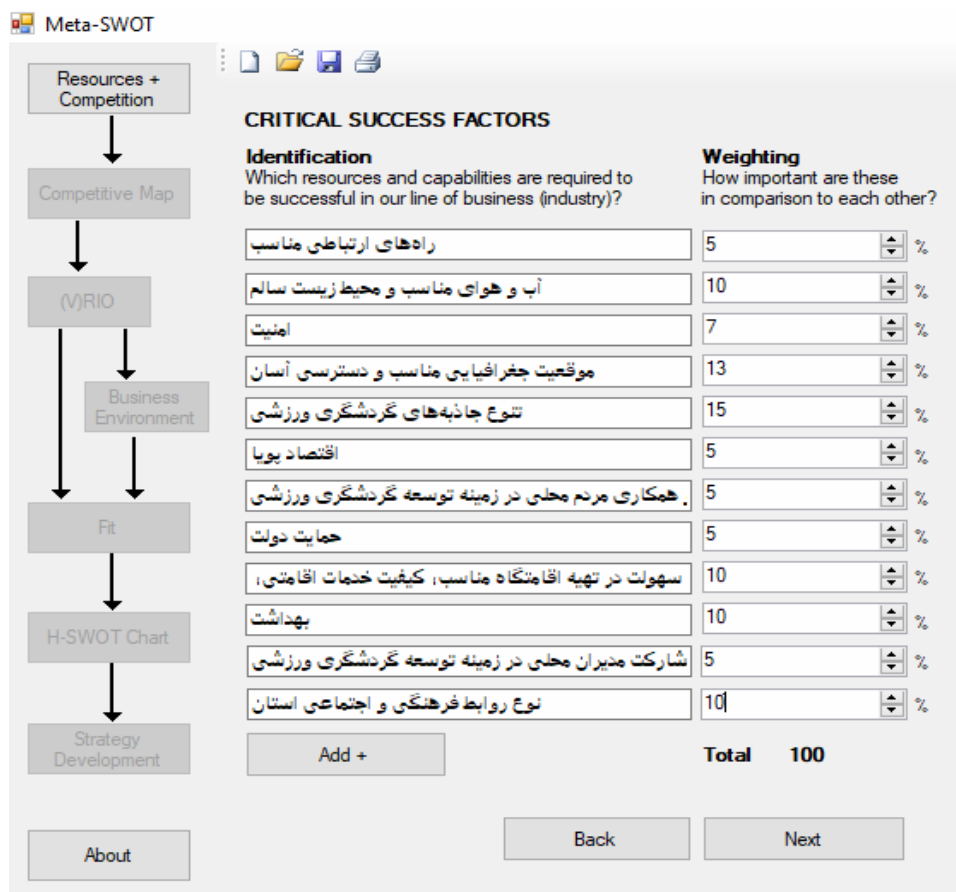 Meta-SWOT
Resources +
Competition
Competitive Map
(V)RIO
Business
Environment
Fit
H-SWOT Chart
Strategy
Development
About
CRITICAL SUCCESS FACTORS
Identification
Which resources and capabilities are required to
be successful in our line of business (industry)?
Weighting
How important are these
in comparison to each other?
راه‌های ارتباطی مناسب
5 %
آب و هوای مناسب و محیط زیست سالم
10 %
امنیت
7 %
موقعیت جغرافیایی مناسب و دسترسی آسان
13 %
تنوع جاذبه‌های گردشگری ورزشی
15 %
اقتصاد پویا
5 %
همکاری مردم محلی در زمینه توسعه گردشگری ورزشی
5 %
حمایت دولت
5 %
سهولت در تهیه اقامتگاه مناسب، کیفیت خدمات اقامتی،
10 %
بهداشت
10 %
شارکت مدیران محلی در زمینه توسعه گردشگری ورزشی
5 %
نوع روابط فرهنگی و اجتماعی استان
10 %
Add +
Total 100
Back
Next